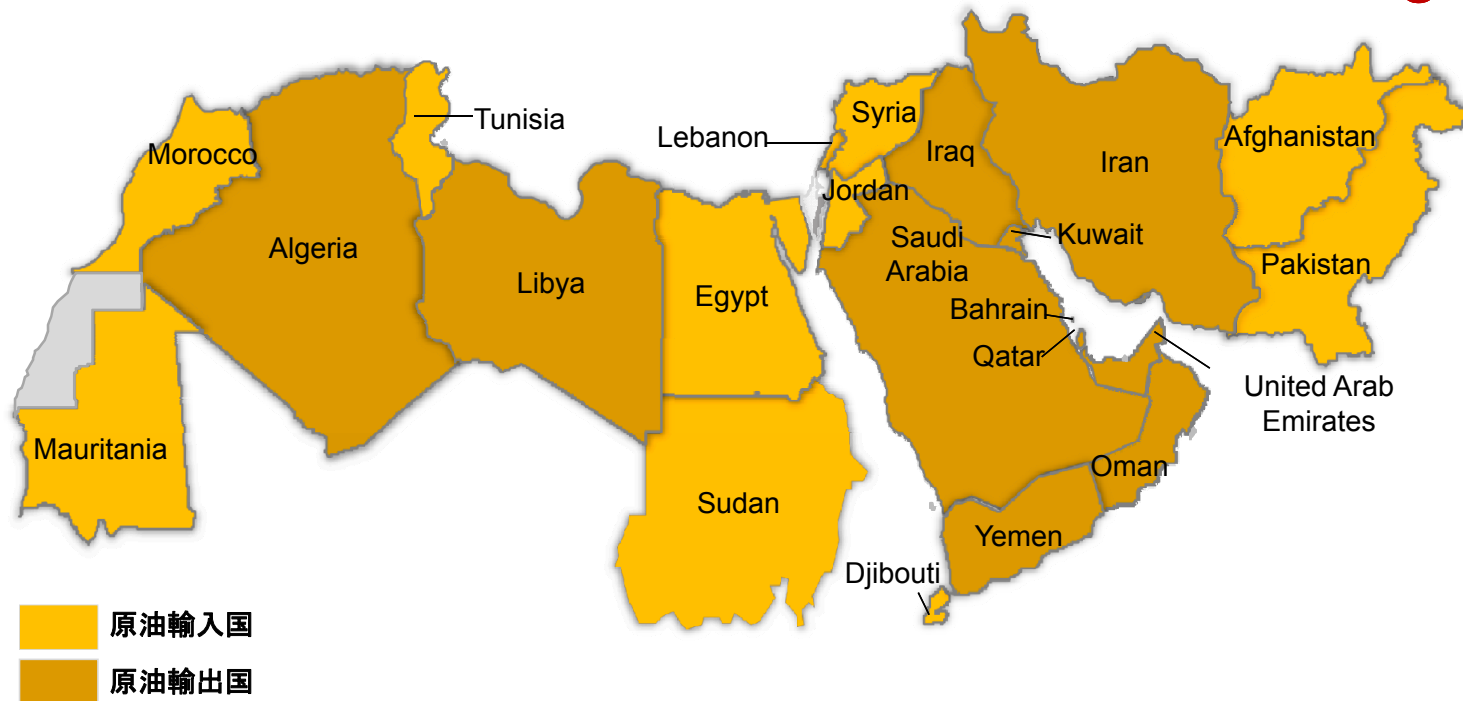 Tunisia
Lebanon
Syria
Morocco
Iraq
Iran
Afghanistan
Jordan
Algeria
Saudi
Arabia
Kuwait
Pakistan
Libya
Egypt
Bahrain
Qatar
United Arab
Emirates
Mauritania
Oman
Sudan
Yemen
Djibouti
原油輸入国
原油輸出国